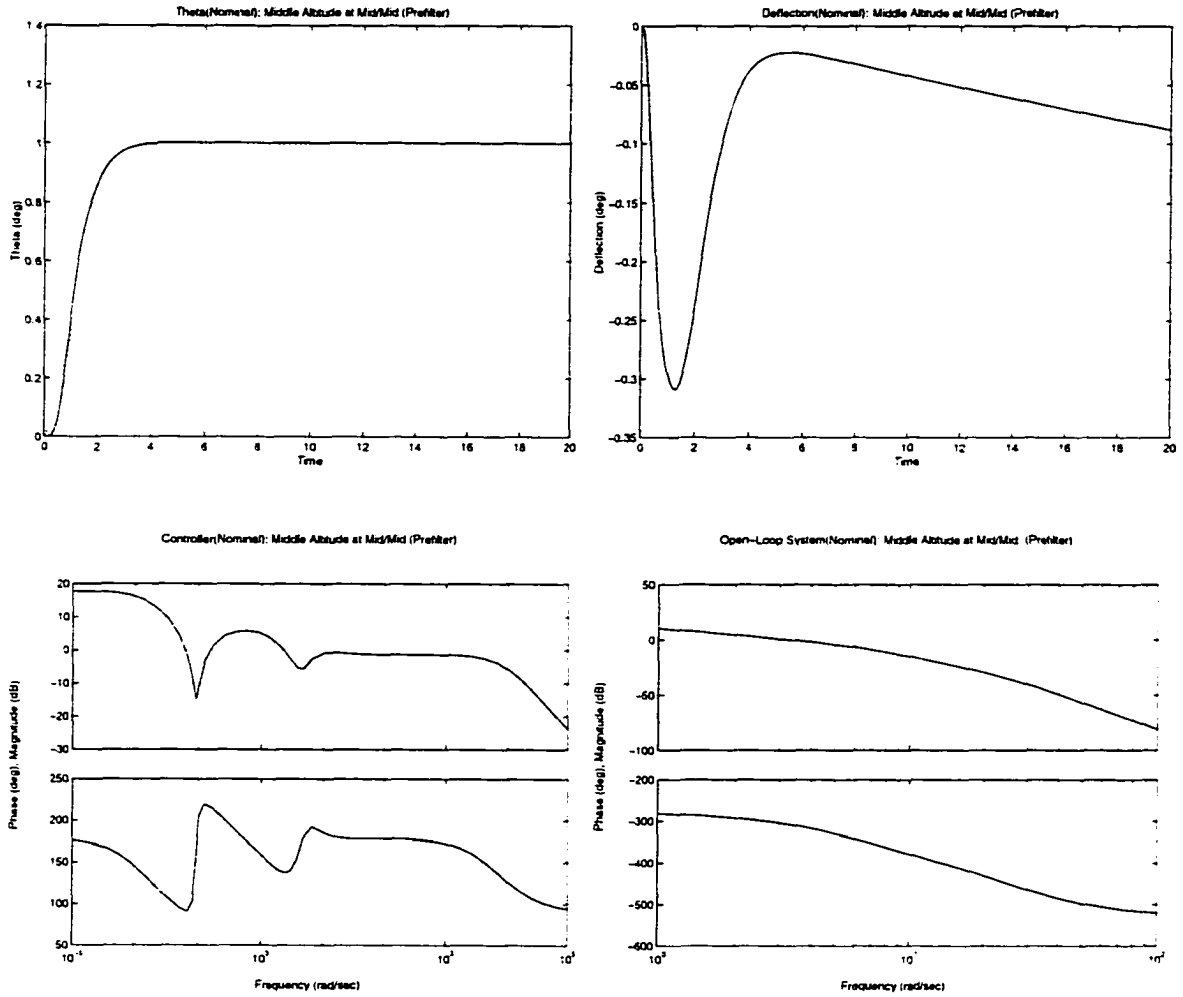 Theta(Nominal): Middle Altitude at Mid/Mid (Prefilter)
1.4
1.2
1
0.8
0.6
0.4
0.2
0
Theta (deg)
0 2 4 6 8 10 12 14 16 18 20
Time
Deflection(Nominal): Middle Altitude at Mid/Mid (Prefilter)
0
-0.05
-0.1
-0.15
-0.2
-0.25
-0.3
-0.35
Deflection (deg)
0 2 4 6 8 10 12 14 16 18 20
Time
Controller(Nominal): Middle Altitude at Mid/Mid (Prefilter)
20
10
0
-10
-20
-30
Phase (deg), Magnitude (dB)
250
200
150
100
50
Frequency (rad/sec)
Open-Loop System(Nominal): Middle Altitude at Mid/Mid (Prefilter)
50
0
-50
-100
Phase (deg), Magnitude (dB)
-200
-300
-400
-500
-600
Frequency (rad/sec)